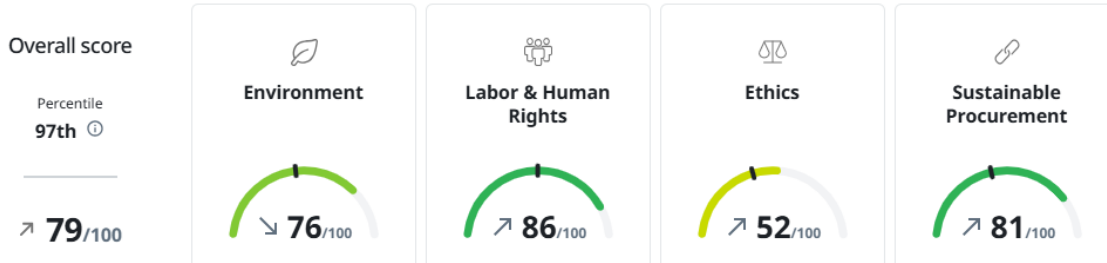 Overall score
Percentile
97th
79/100
Environment
76/100
Labor & Human
Rights
86/100
Ethics
52/100
Sustainable
Procurement
81/100